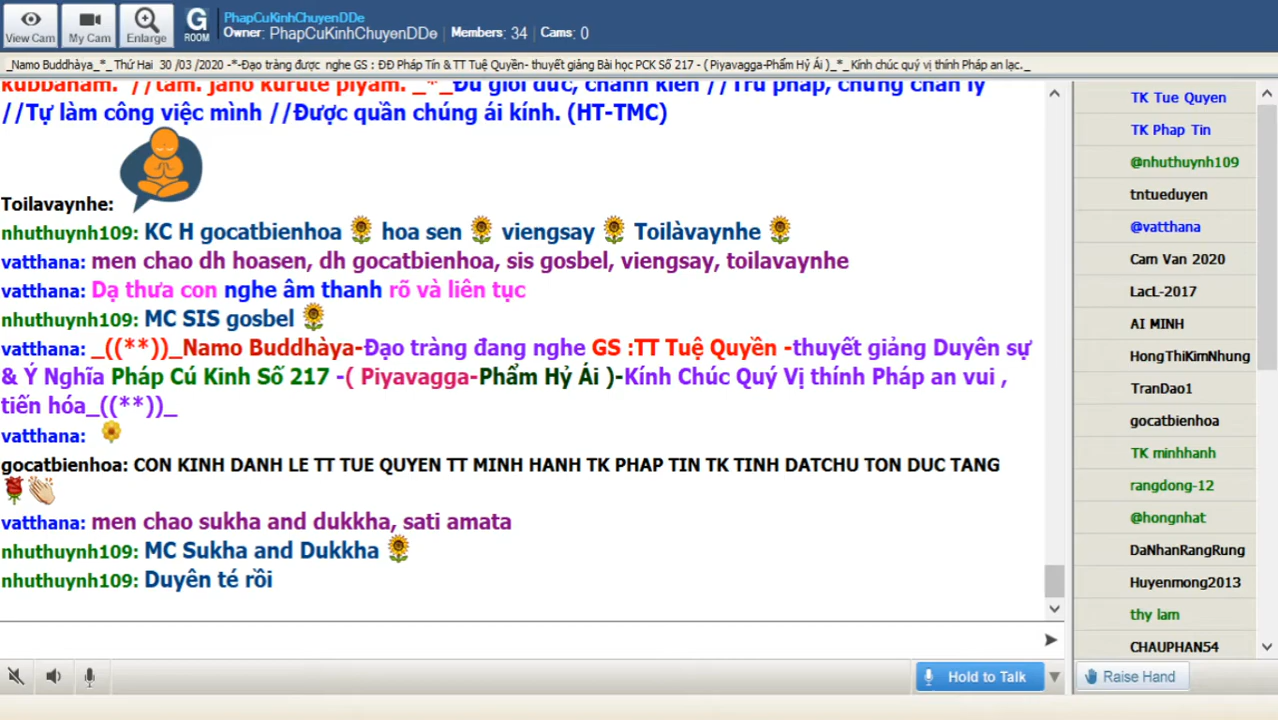 View Cam
My Cam
Enlarge
G
ROOM
PhapCuKinhChuyenDDe
Owner: PhapCuKinhChuyenDDe Members: 34 Cams: 0
_Namo Buddhàya_*_ Thứ Hai 30 /03 /2020 -*-Đạo tràng được nghe GS : ĐĐ Pháp Tín & TT Tuệ Quyền- thuyết giảng Bài học PCK Số 217 - ( Piyavagga-Phẩm Hỷ Ái )_*_ Kính chúc quý vị thính Pháp an lạc._
kubbanam. //tam. jano kurute piyam. _*_Đủ giới đức, chánh kiến //Trú pháp, chứng chân lý
//Tự làm công việc mình //Được quần chúng ái kính. (HT-TMC)
Toilavaynhe:
nhuthuynh109: KC H gocatbienhoa hoa sen viengsay Toilàvaynhe
vatthana: men chao dh hoasen, dh gocatbienhoa, sis gosbel, viengsay, toilavaynhe
vatthana: Dạ thưa con nghe âm thanh rõ và liên tục
nhuthuynh109: MC SIS gosbel
vatthana: _((**))_Namo Buddhàya-Đạo tràng đang nghe GS :TT Tuệ Quyền -thuyết giảng Duyên sự
& Ý Nghĩa Pháp Cú Kinh Số 217 -( Piyavagga-Phẩm Hỷ Ái )-Kính Chúc Quý Vị thính Pháp an vui ,
tiến hóa_((**))_
vatthana:
gocatbienhoa: CON KINH DANH LE TT TUE QUYEN TT MINH HANH TK PHAP TIN TK TINH DATCHU TON DUC TANG
vatthana: men chao sukha and dukkha, sati amata
nhuthuynh109: MC Sukha and Dukkha
nhuthuynh109: Duyên té rồi
Hold to Talk
TK Tue Quyen
TK Phap Tin
@nhuthuynh109
tntueduyen
@vatthana
Cam Van 2020
LacL-2017
AI MINH
HongThiKimNhung
TranDao1
gocatbienhoa
TK minhhanh
rangdong-12
@hongnhat
DaNhanRangRung
Huyenmong2013
thy lam
CHAUPHAN54
Raise Hand